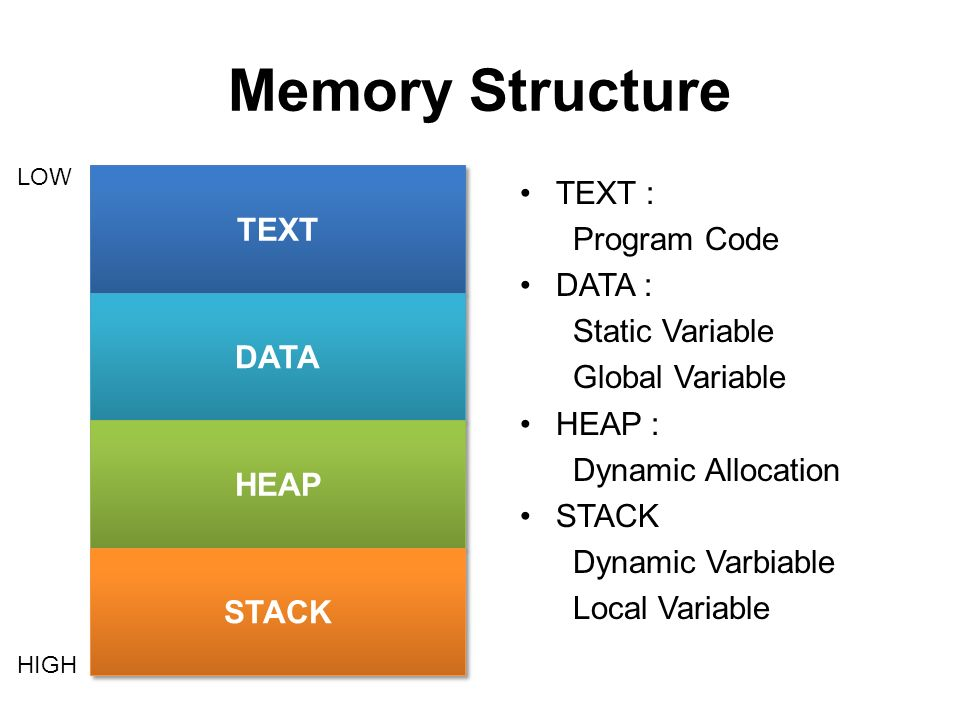 Memory Structure
LOW
TEXT
DATA
HEAP
STACK
HIGH
• TEXT :
Program Code
• DATA :
Static Variable
Global Variable
• HEAP :
Dynamic Allocation
• STACK
Dynamic Varbiable
Local Variable